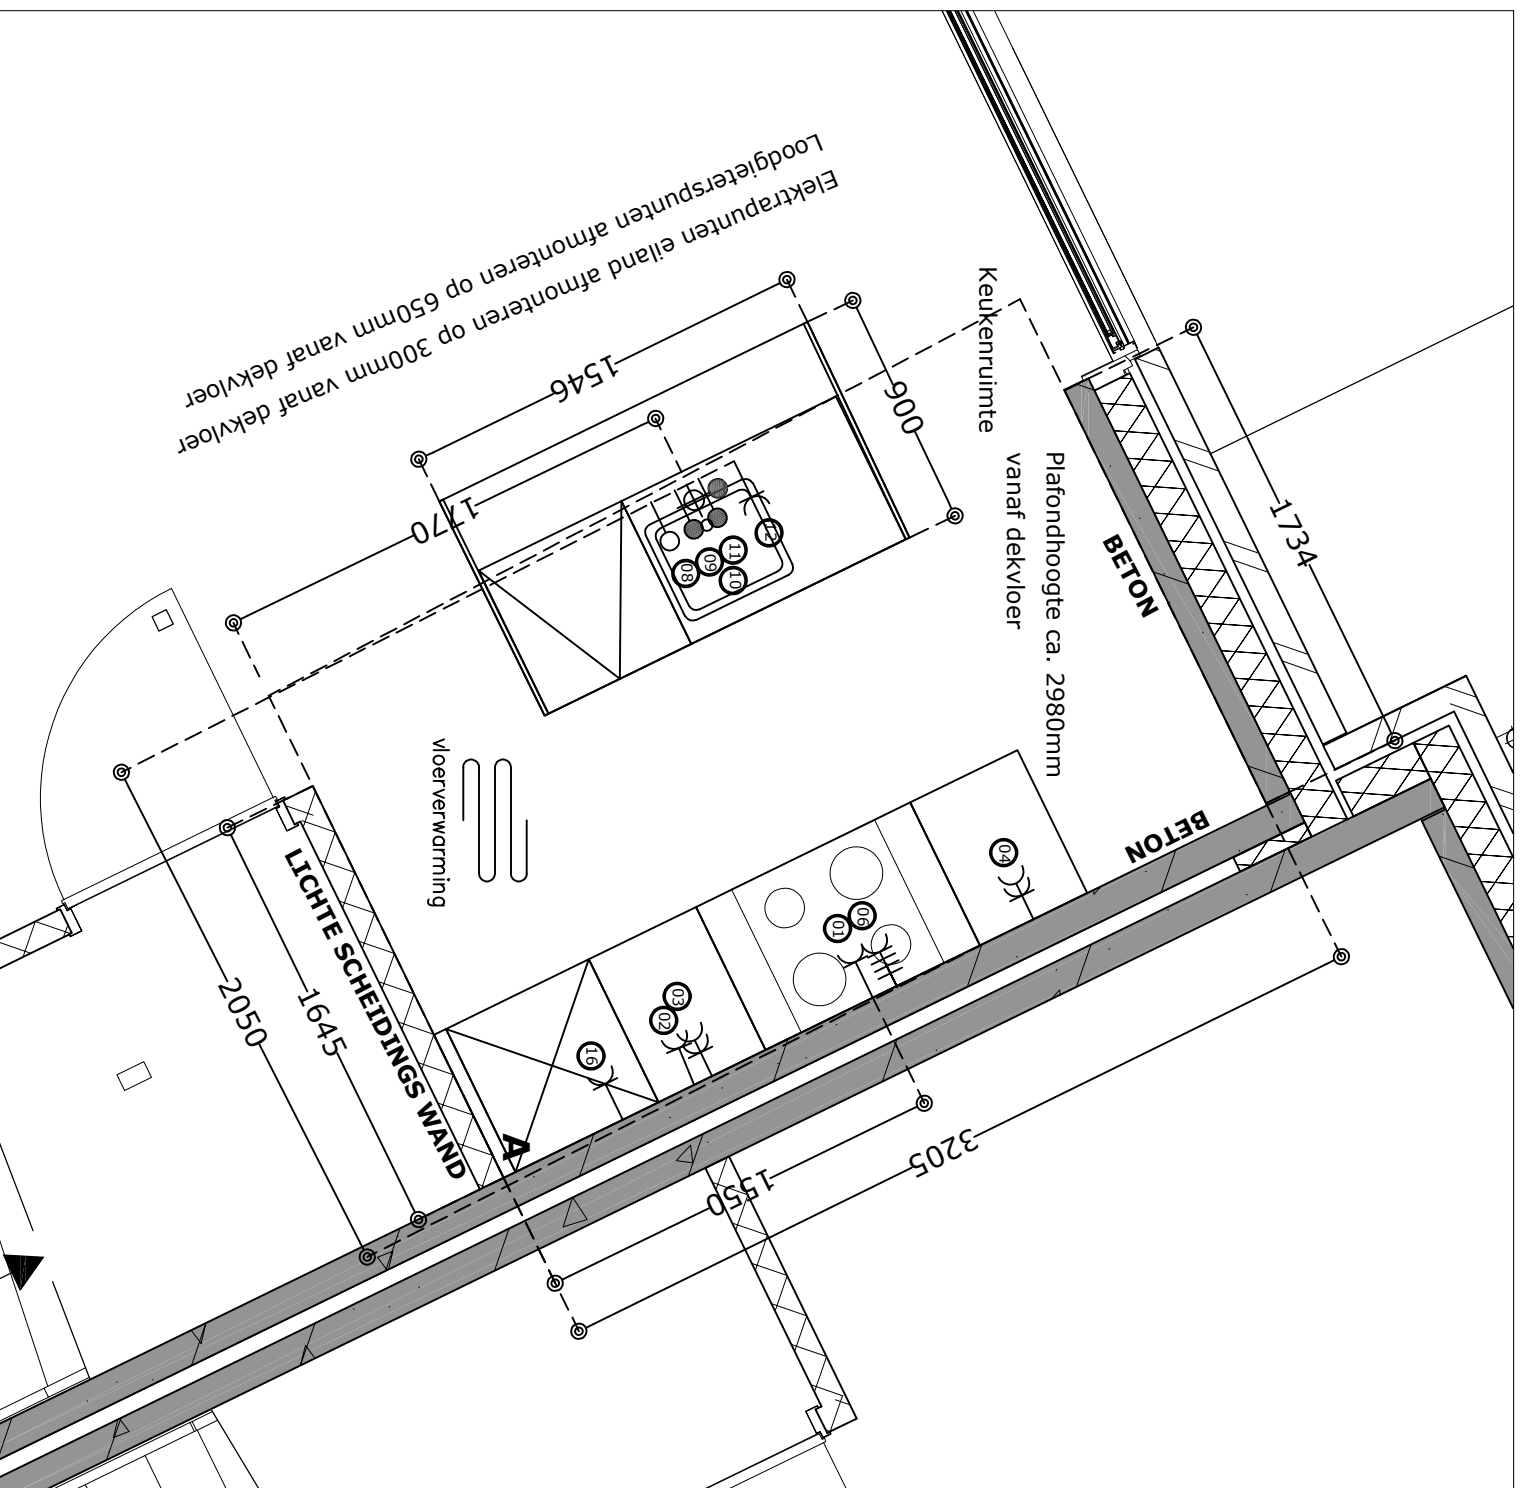 Loodgieterspunten afmonteren op 650mm vanaf dekvloer
Elektrapunten eiland afmonteren op 300mm vanaf dekvloer
1546
1770
900
Keukenruimte
Plafondhoogte ca. 2980mm
vanaf dekvloer
BETON
1734
12
11
10
09
08
vloerverwarming
BETON
04
06
01
03
02
16
LICHTE SCHEIDINGS WAND
2050
1645
A
1550
3205